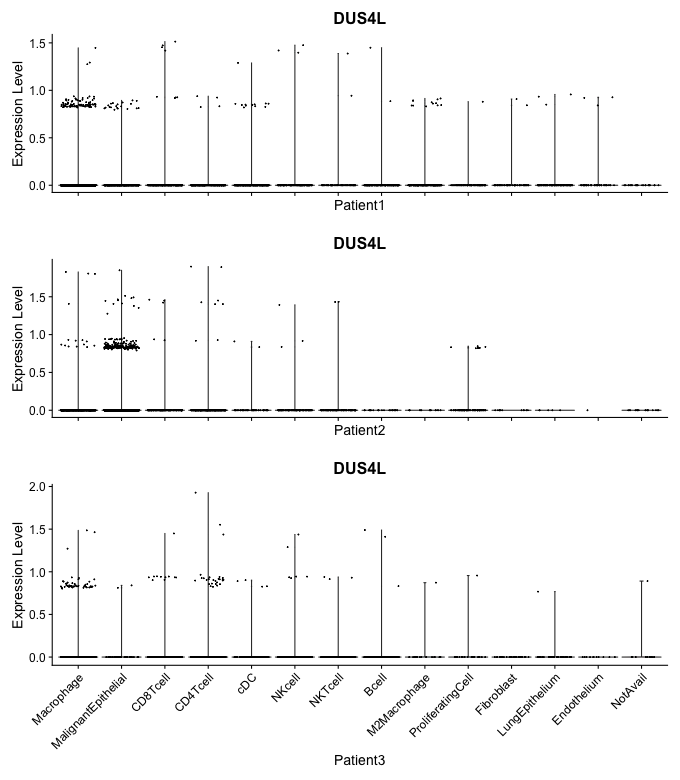 DUS4L
Expression Level
1.5
1.0
0.5
0.0
Patient1
DUS4L
Expression Level
1.5
1.0
0.5
0.0
Patient2
DUS4L
Expression Level
2.0
1.5
1.0
0.5
0.0
Macrophage
MalignantEpithelial
CD8Tcell
CD4Tcell
cDC
NKcell
NKTcell
Bcell
M2Macrophage
ProliferatingCell
Fibroblast
LungEpithelium
Endothelium
NotAvail
Patient3